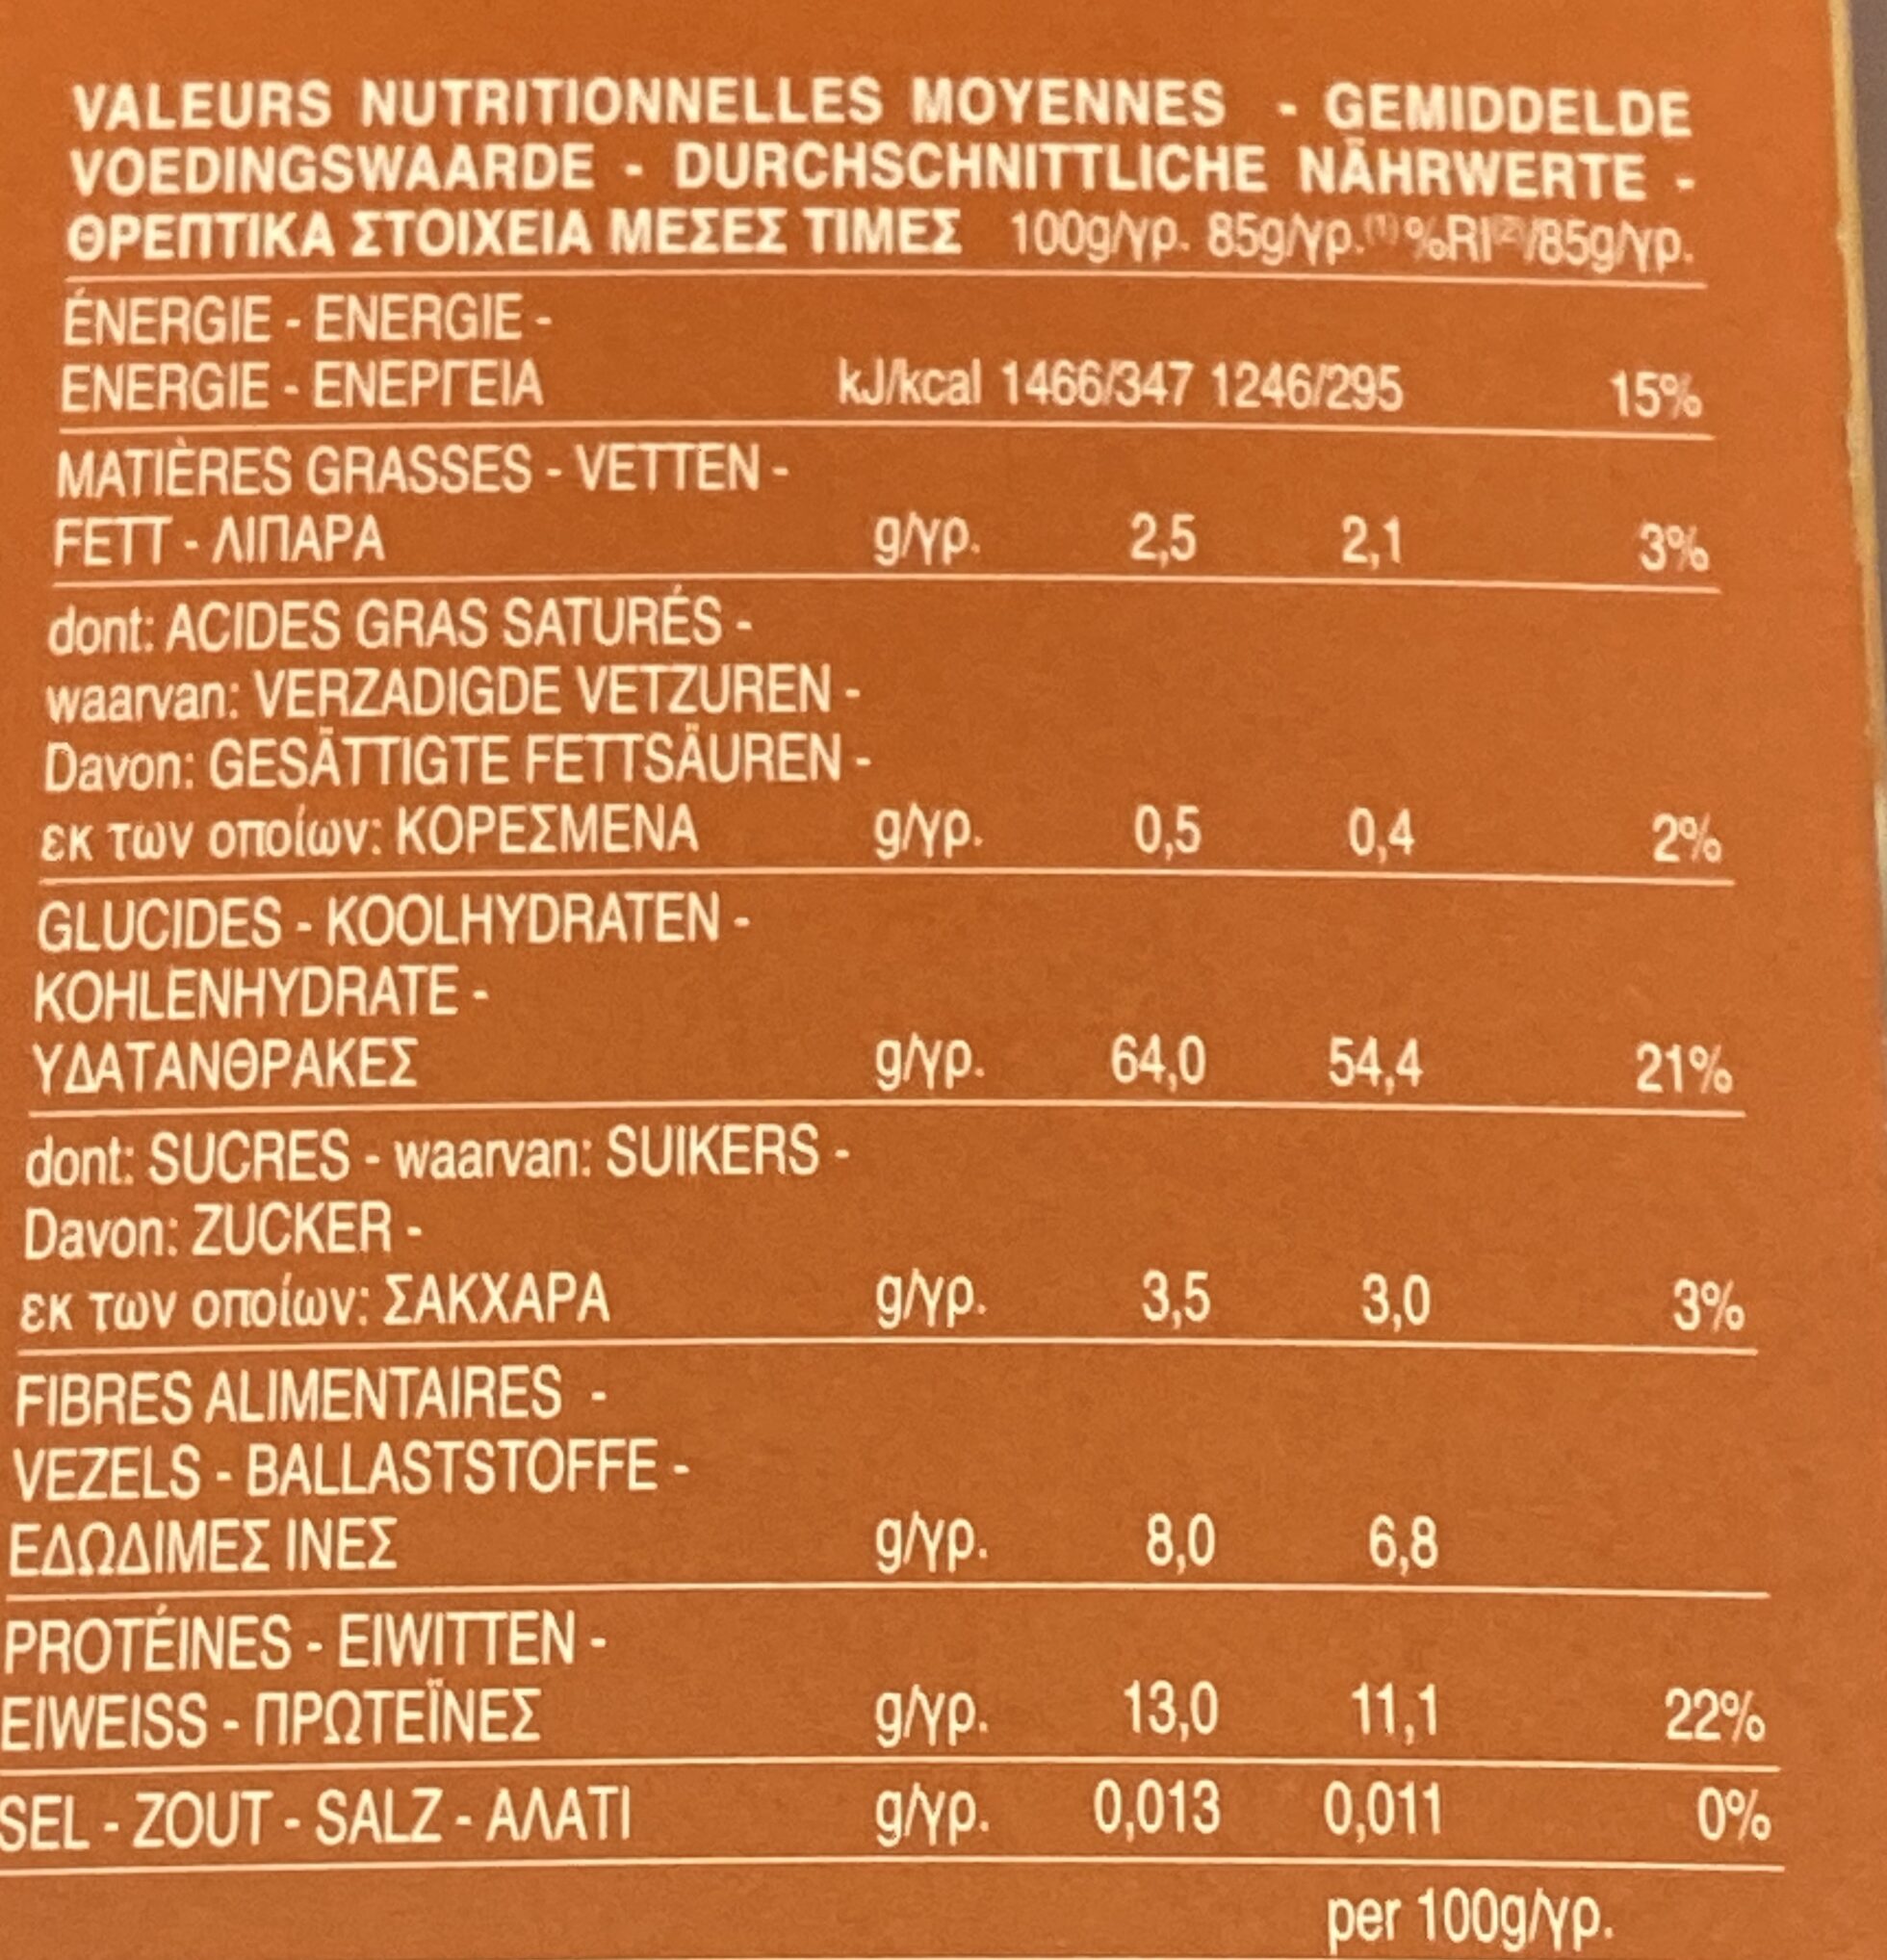 VALEURS NUTRITIONNELLES MOYENNES - GEMIDDELDE
VOEDINGSWAARDE - DURCHSCHNITTLICHE NÄHRWERTE -
ΘΡΕΠΤΙΚΑ ΣΤΟΙΧΕΙΑ ΜΕΣΕΣ ΤΙΜΕΣ 100g/γρ. 85g/γρ.(1) %RI(2)/85g/γρ.
ÉNERGIE - ENERGIE -
ENERGIE - ΕΝΕΡΓΕΙΑ kJ/kcal 1466/347 1246/295 15%
MATIÈRES GRASSES - VETTEN -
FETT - ΛΙΠΑΡΑ g/γρ. 2,5 2,1 3%
dont: ACIDES GRAS SATURÉS -
waarvan: VERZADIGDE VETZUREN -
Davon: GESÄTTIGTE FETTSÄUREN -
εκ των οποίων: ΚΟΡΕΣΜΕΝΑ g/γρ. 0,5 0,4 2%
GLUCIDES - KOOLHYDRATEN -
KOHLENHYDRATE -
ΥΔΑΤΑΝΘΡΑΚΕΣ g/γρ. 64,0 54,4 21%
dont: SUCRES - waarvan: SUIKERS -
Davon: ZUCKER -
εκ των οποίων: ΣΑΚΧΑΡΑ g/γρ. 3,5 3,0 3%
FIBRES ALIMENTAIRES -
VEZELS - BALLASTSTOFFE -
ΕΔΩΔΙΜΕΣ ΙΝΕΣ g/γρ. 8,0 6,8
PROTÉINES - EIWITTEN -
EIWEISS - ΠΡΩΤΕΪΝΕΣ g/γρ. 13,0 11,1 22%
SEL - ZOUT - SALZ - ΑΛΑΤΙ g/γρ. 0,013 0,011 0%
per 100g/γρ.